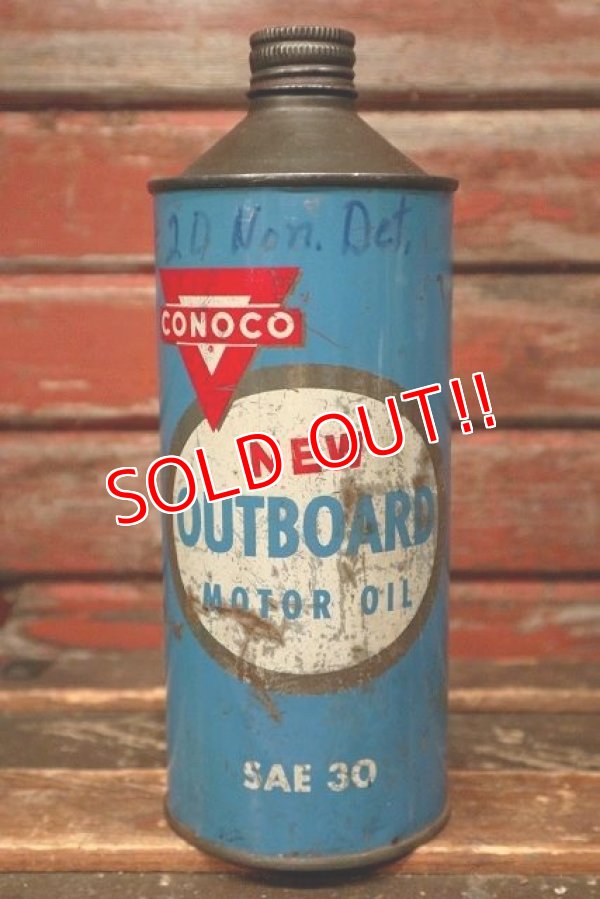 20 Non. Det.
CONOCO
SOLD OUT!!
NEW
OUTBOARD
MOTOR OIL
SAE 30